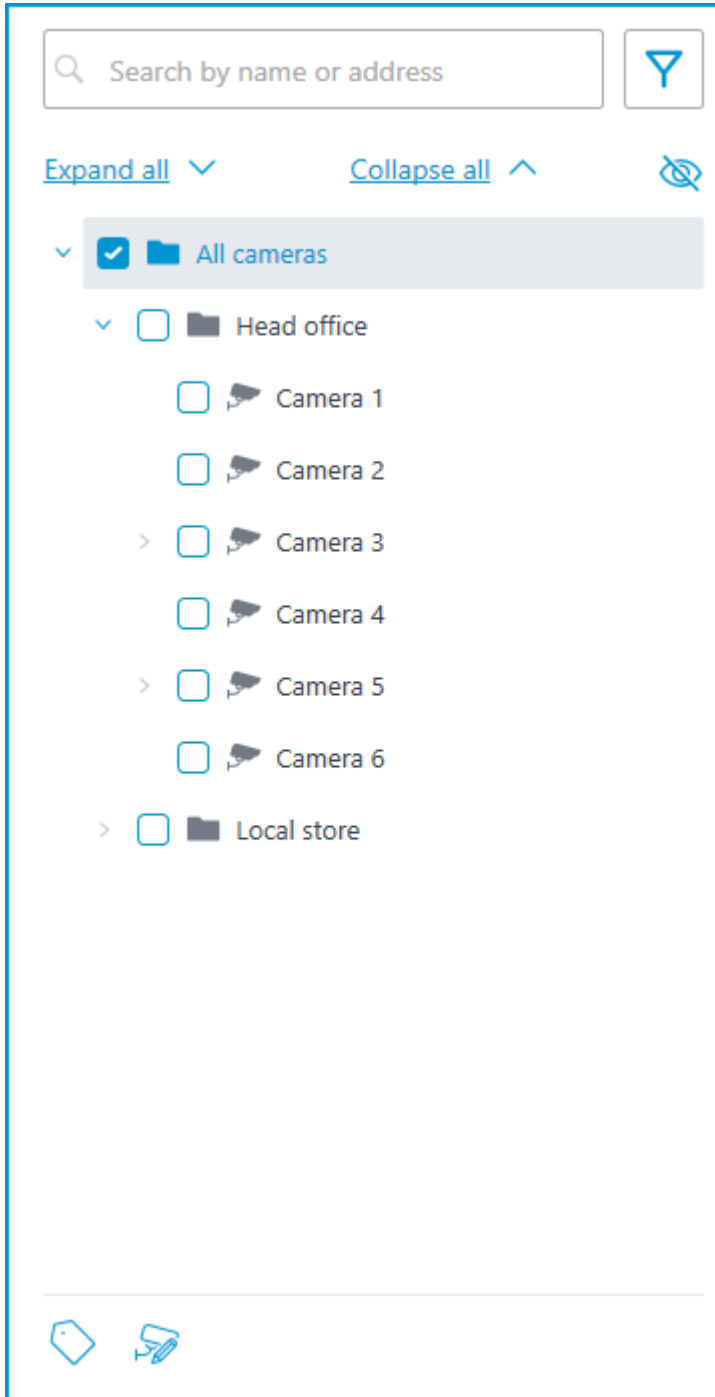 Search by name or address
Expand all Collapse all
All cameras
Head office
Camera 1
Camera 2
Camera 3
Camera 4
Camera 5
Camera 6
Local store